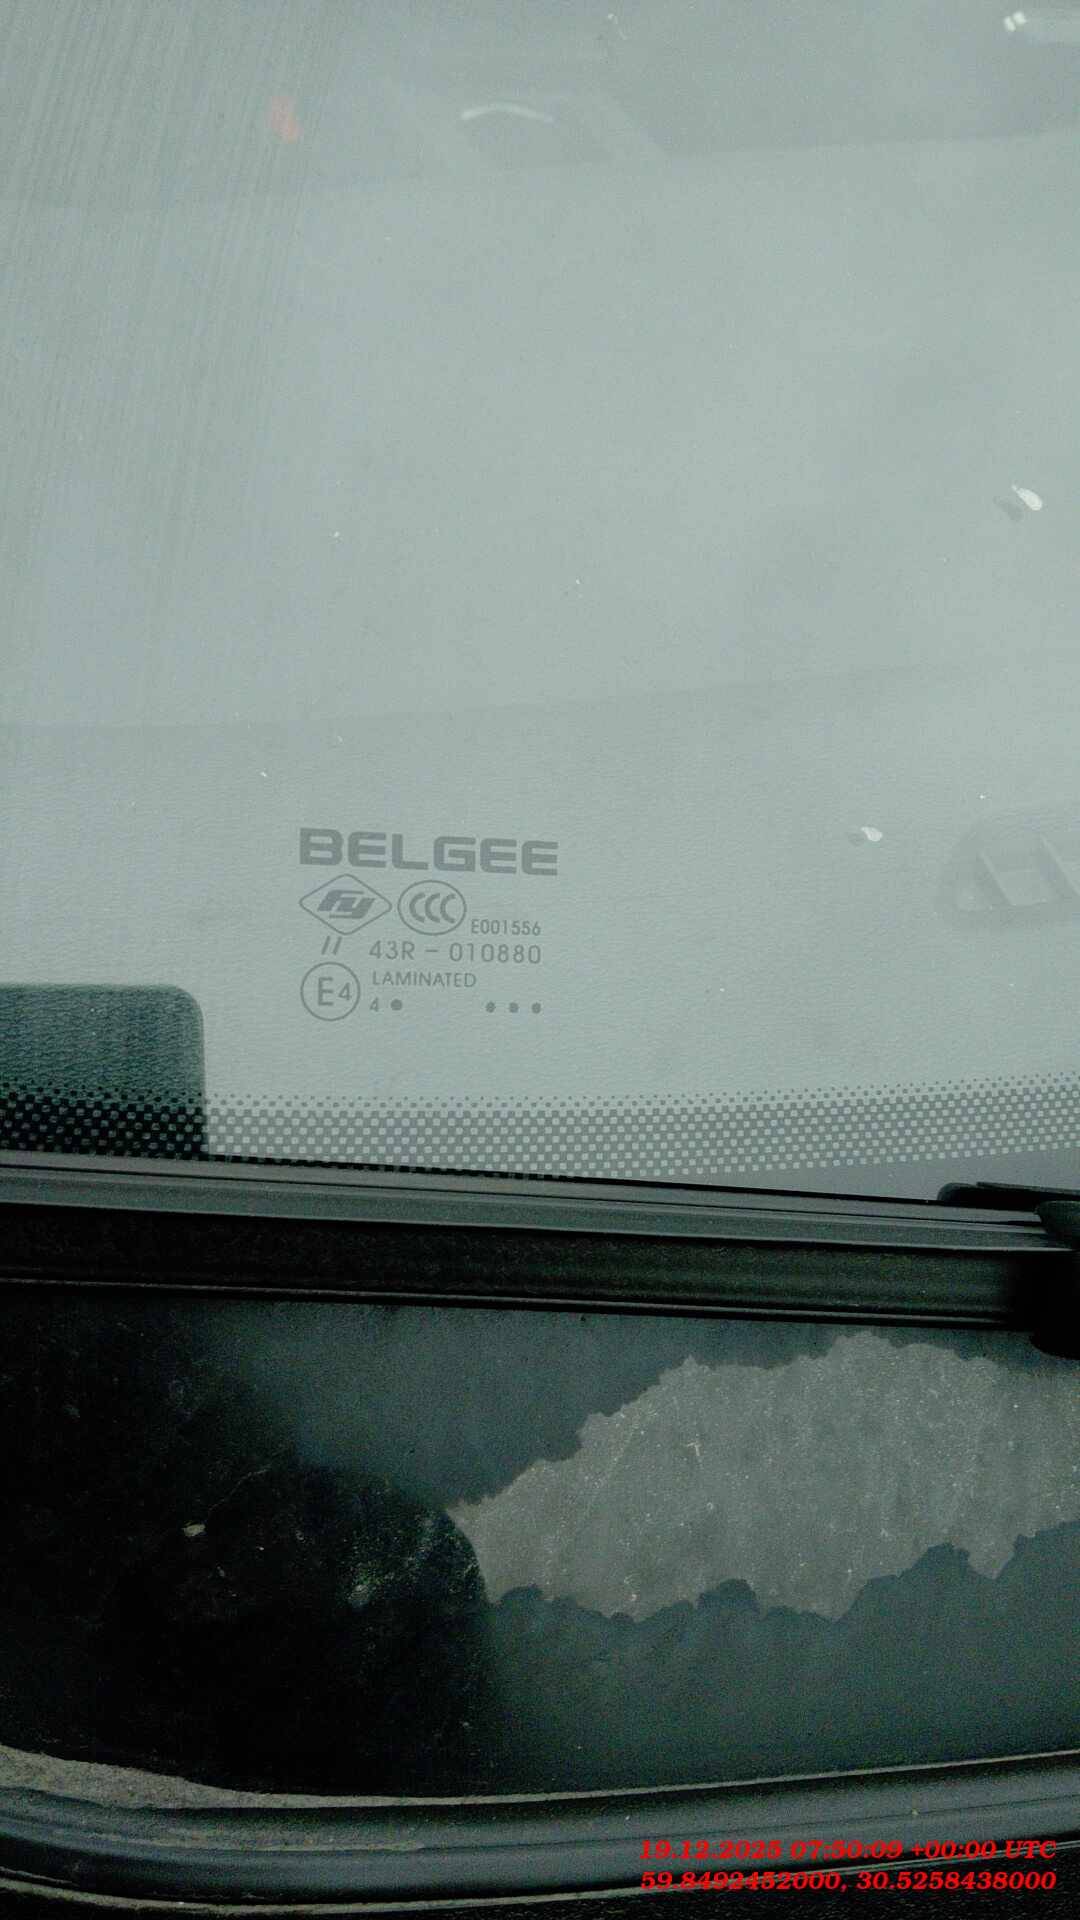 BELGEE
fy CCC E001556
// 43R - 010880
E4 LAMINATED
4 ● ● ● ●
19.12.2025 07:50:09 +00:00 UTC
59.8492452000, 30.5258438000